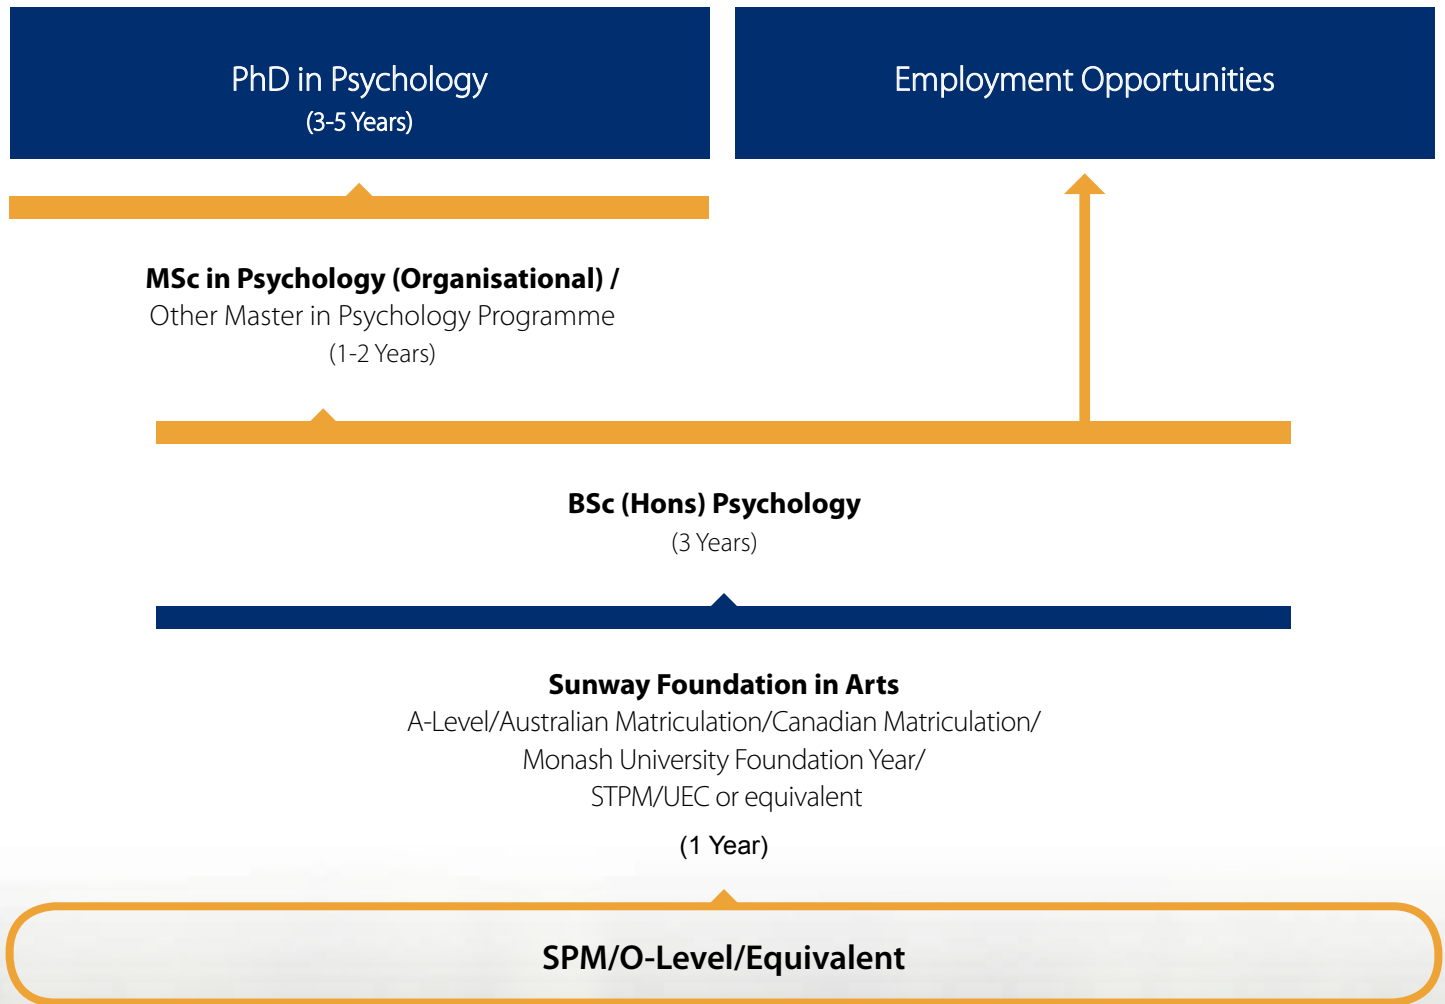 PhD in Psychology
(3-5 Years)
Employment Opportunities
MSc in Psychology (Organisational) /
Other Master in Psychology Programme
(1-2 Years)
BSc (Hons) Psychology
(3 Years)
Sunway Foundation in Arts
A-Level/Australian Matriculation/Canadian Matriculation/
Monash University Foundation Year/
STPM/UEC or equivalent
(1 Year)
SPM/O-Level/Equivalent